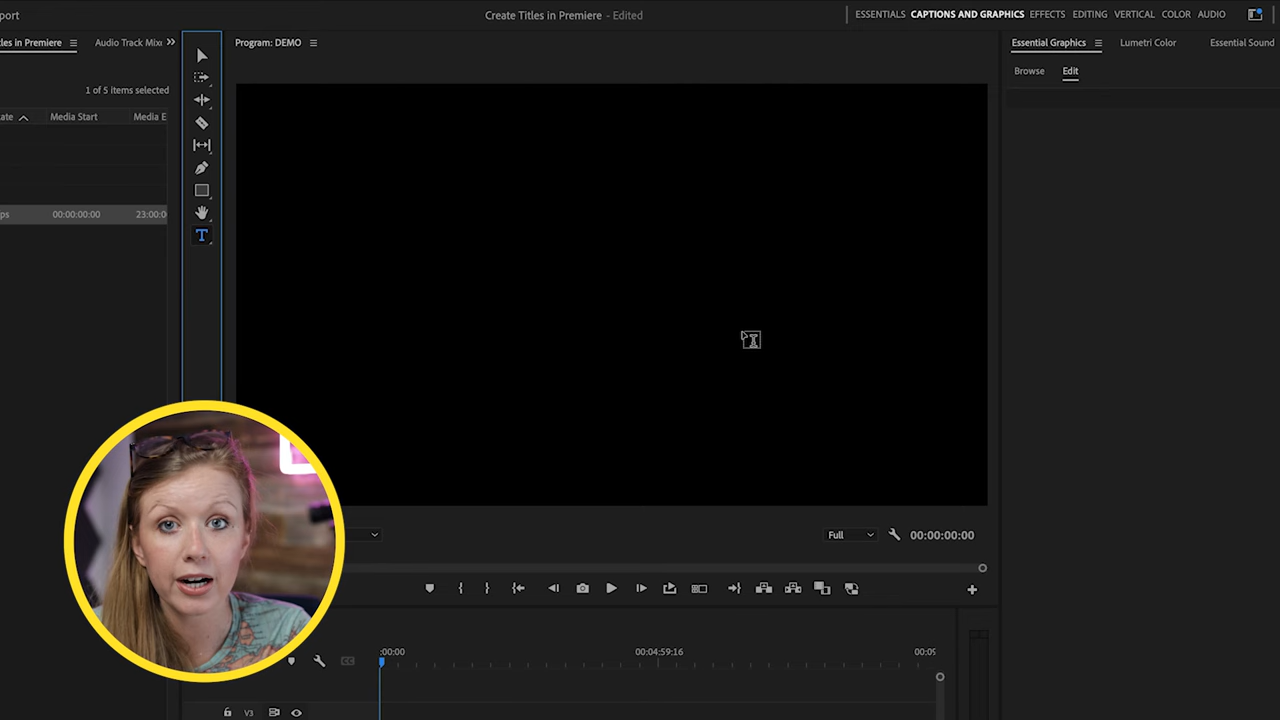 port
Create Titles in Premiere - Edited
ESSENTIALS CAPTIONS AND GRAPHICS EFFECTS EDITING VERTICAL COLOR AUDIO
tles in Premiere Audio Track Mix
Program: DEMO
Essential Graphics Lumetri Color Essential Sound
Browse Edit
1 of 5 items selected
ate Media Start Media E
ps 00:00:00:00 23:00:0
T
Full 00:00:00:00
:00:00 00:04:59:16 00:09
CC
V3